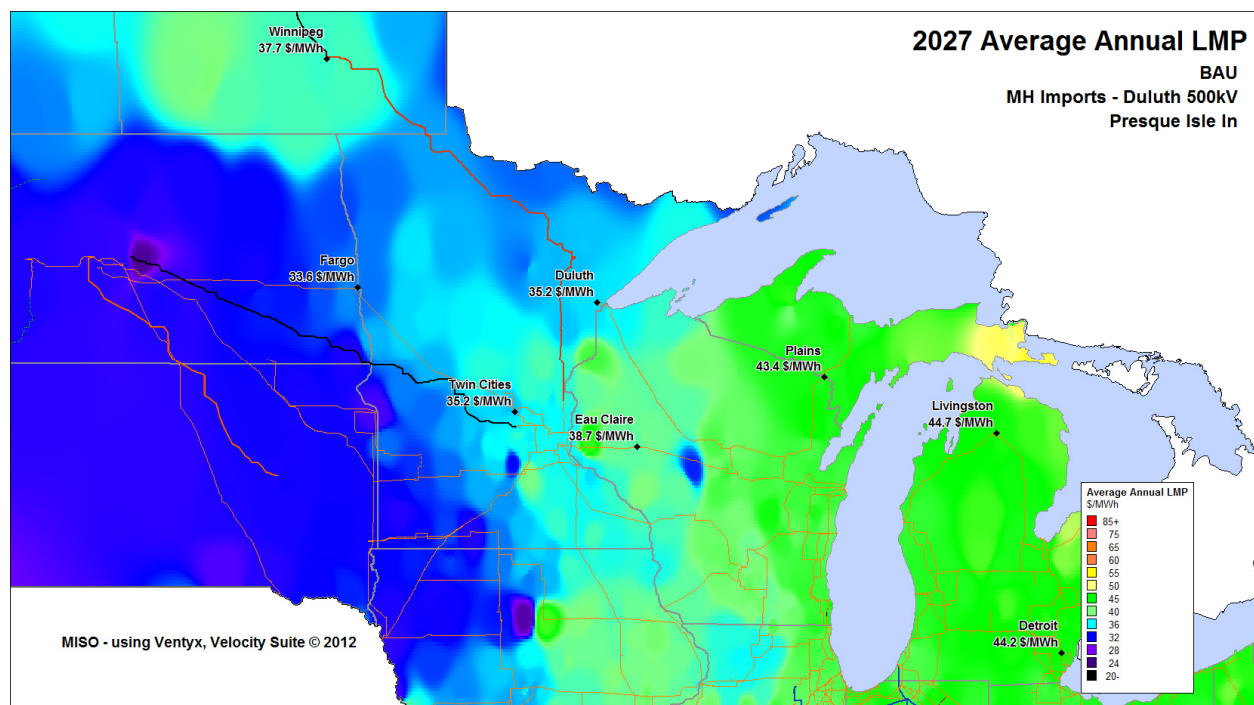 2027 Average Annual LMP
BAU
MH Imports - Duluth 500kV
Presque Isle In
Winnipeg
37.7 $/MWh
Fargo
33.6 $/MWh
Duluth
35.2 $/MWh
Plains
43.4 $/MWh
Twin Cities
35.2 $/MWh
Eau Claire
38.7 $/MWh
Livingston
44.7 $/MWh
Detroit
44.2 $/MWh
Average Annual LMP
$/MWh
85+
75
65
60
55
50
45
40
36
32
28
24
20-
MISO - using Ventyx, Velocity Suite © 2012